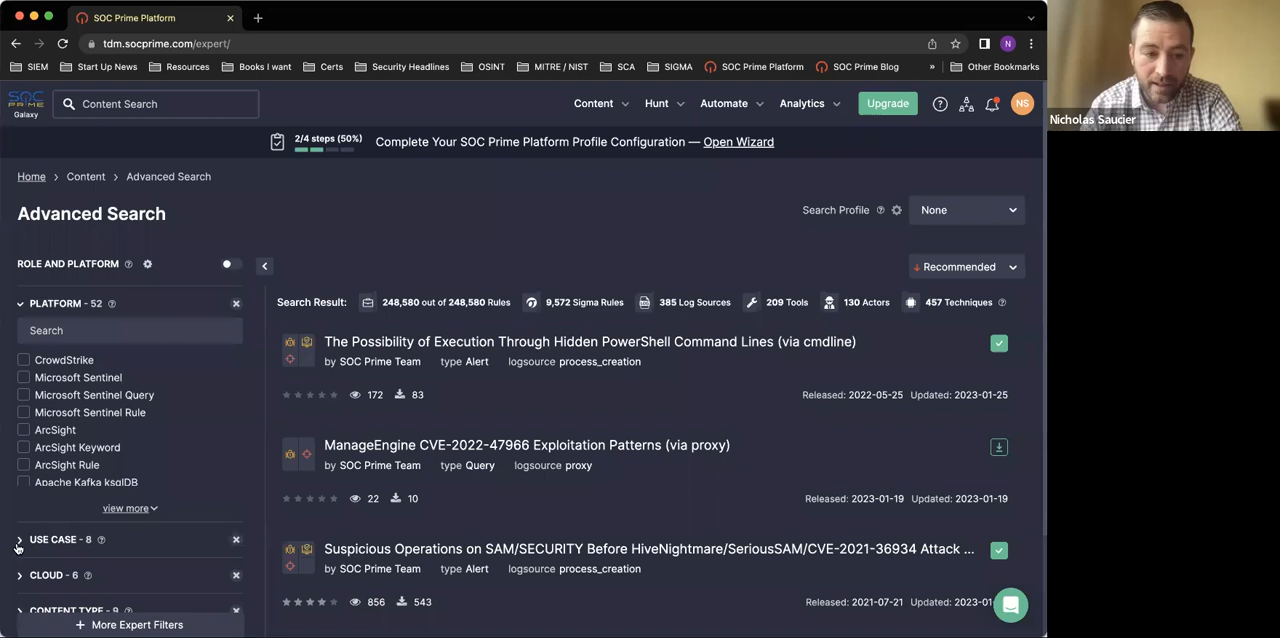 SOC Prime Platform
tdm.socprime.com/expert/
N
SIEM Start Up News Resources Books I want Certs Security Headlines OSINT MITRE / NIST SCA SIGMA SOC Prime Platform SOC Prime Blog » Other Bookmarks
SOC PRIME
Galaxy
Content Search
Content Hunt Automate Analytics Upgrade NS
2/4 steps (50%)
Complete Your SOC Prime Platform Profile Configuration — Open Wizard
Home > Content > Advanced Search
Advanced Search
Search Profile None
ROLE AND PLATFORM
Recommended
PLATFORM - 52
Search Result: 248,580 out of 248,580 Rules 9,572 Sigma Rules 385 Log Sources 209 Tools 130 Actors 457 Techniques
Search
CrowdStrike
Microsoft Sentinel
Microsoft Sentinel Query
Microsoft Sentinel Rule
ArcSight
ArcSight Keyword
ArcSight Rule
Apache Kafka ksqlDB
view more
USE CASE - 8
CLOUD - 6
CONTENT TYPE - 9
+ More Expert Filters
The Possibility of Execution Through Hidden PowerShell Command Lines (via cmdline)
by SOC Prime Team type Alert logsource process_creation
172 83 Released: 2022-05-25 Updated: 2023-01-25
ManageEngine CVE-2022-47966 Exploitation Patterns (via proxy)
by SOC Prime Team type Query logsource proxy
22 10 Released: 2023-01-19 Updated: 2023-01-19
Suspicious Operations on SAM/SECURITY Before HiveNightmare/SeriousSAM/CVE-2021-36934 Attack ...
by SOC Prime Team type Alert logsource process_creation
856 543 Released: 2021-07-21 Updated: 2023-01
Nicholas Saucier